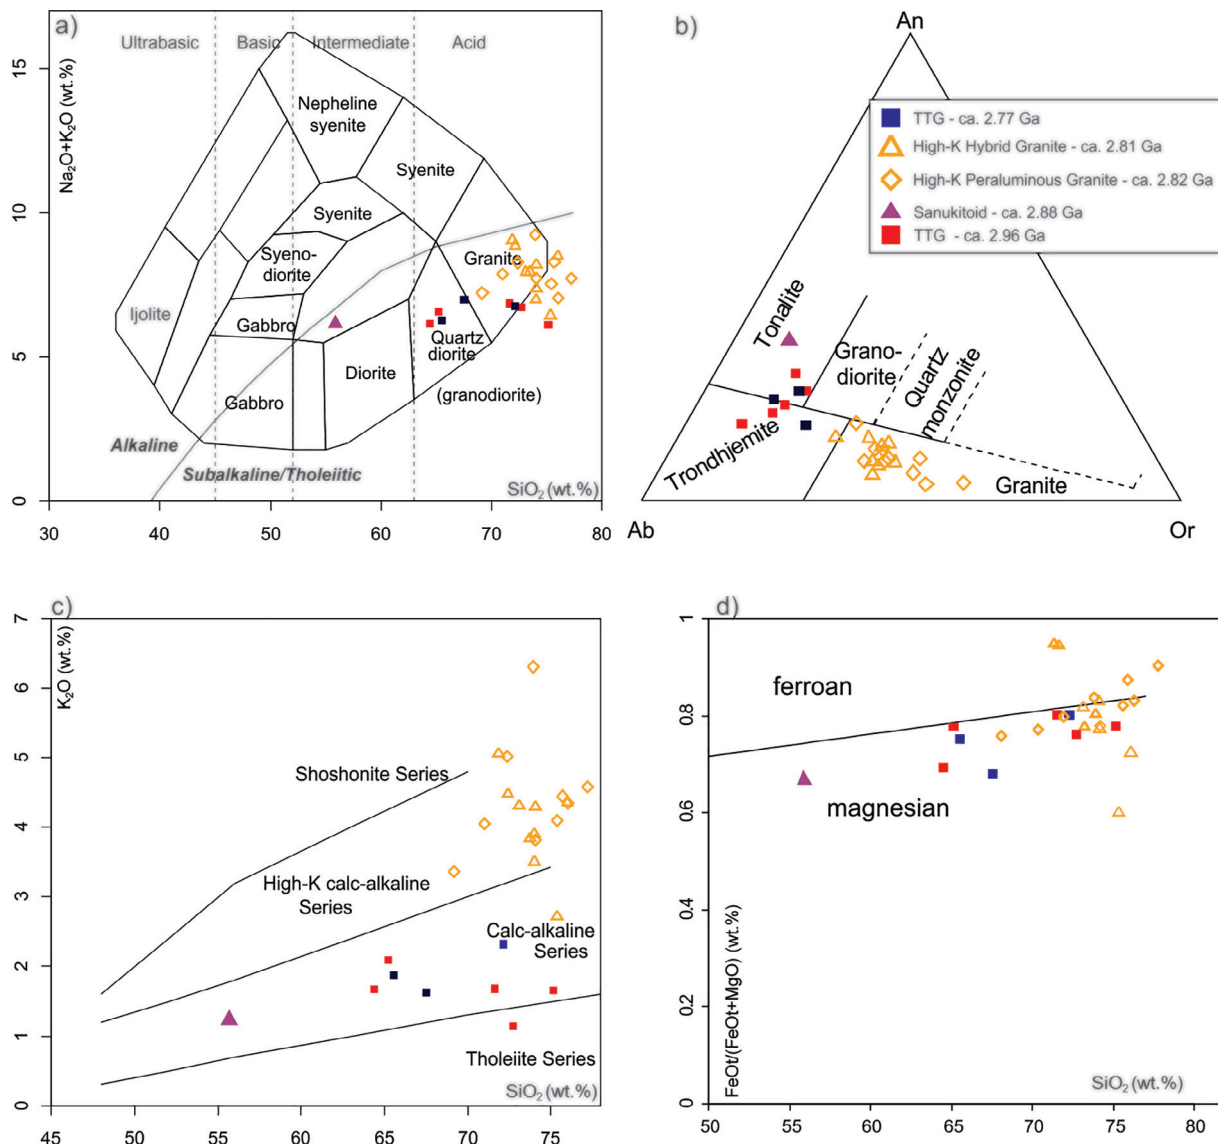 a)
Ultrabasic Basic Intermediate Acid
Na₂O+K₂O (wt.%)
15
10
5
0
Nepheline
syenite
Syenite
Syenite
Syeno-
diorite
Granite
Ijolite
Gabbro
Quartz
diorite
Diorite
(granodiorite)
Gabbro
Alkaline
Subalkaline/Tholeiitic
SiO₂ (wt.%)
30 40 50 60 70 80
b)
An
TTG - ca. 2.77 Ga
High-K Hybrid Granite - ca. 2.81 Ga
High-K Peraluminous Granite - ca. 2.82 Ga
Sanukitoid - ca. 2.88 Ga
TTG - ca. 2.96 Ga
Tonalite
Grano-
diorite
Quartz
monzonite
Trondhjemite
Granite
Ab
Or
c)
7
6
5
4
3
2
1
0
K₂O (wt.%)
Shoshonite Series
High-K calc-alkaline
Series
Calc-alkaline
Series
Tholeiite Series
SiO₂ (wt.%)
45 50 55 60 65 70 75
d)
1
0.8
0.6
0.4
0.2
0
ferroan
magnesian
FeOt/(FeOt+MgO) (wt.%)
SiO₂ (wt.%)
50 55 60 65 70 75 80